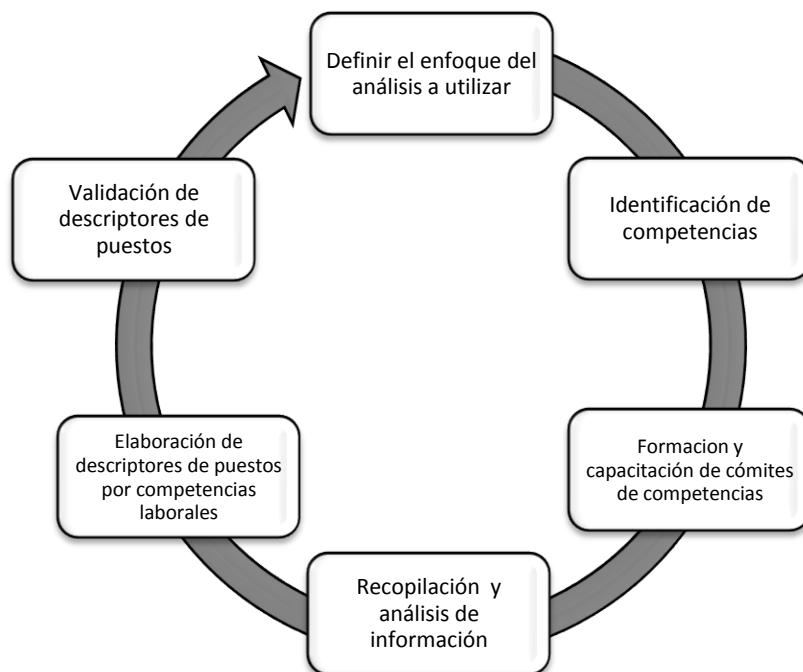 Definir el enfoque del
análisis a utilizar
Identificación de
competencias
Formacion y
capacitación de cómites
de competencias
Recopilación y
análisis de
información
Elaboración de
descriptores de puestos
por competencias
laborales
Validación de
descriptores de
puestos